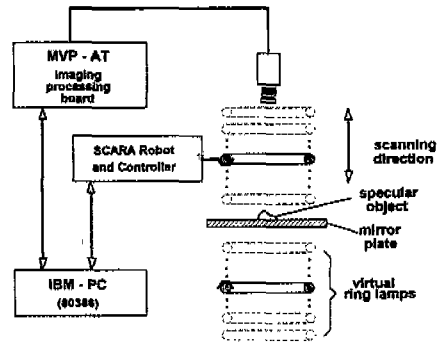 MVP - AT
imaging
processing
board
SCARA Robot
and Controller
IBM - PC
(80386)
scanning
direction
specular
object
mirror
plate
virtual
ring lamps